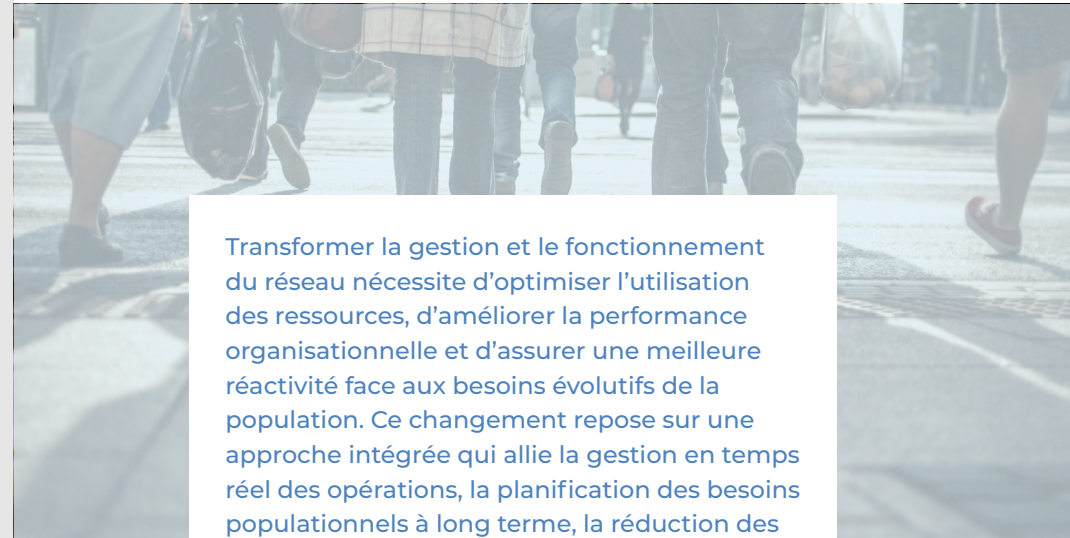 Transformer la gestion et le fonctionnement
du réseau nécessite d’optimiser l’utilisation
des ressources, d’améliorer la performance
organisationnelle et d’assurer une meilleure
réactivité face aux besoins évolutifs de la
population. Ce changement repose sur une
approche intégrée qui allie la gestion en temps
réel des opérations, la planification des besoins
populationnels à long terme, la réduction des